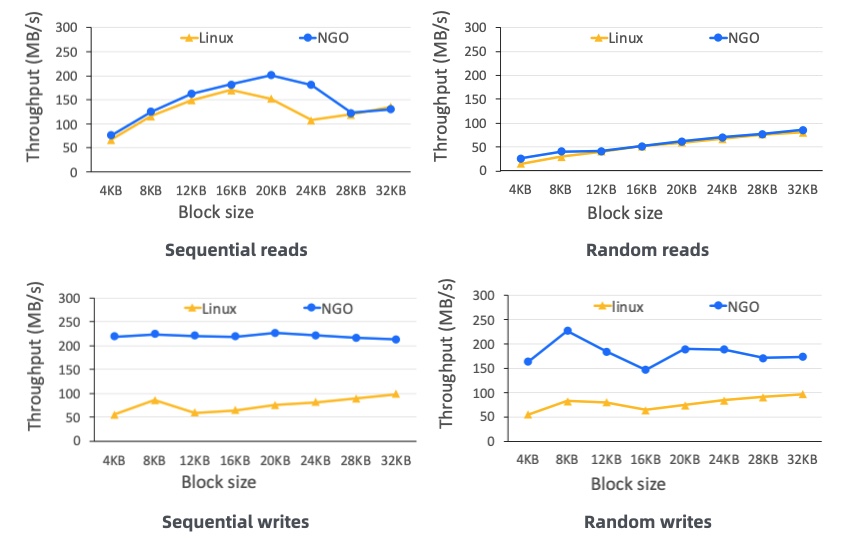 Throughput (MB/s)
300
250
200
150
100
50
0
Linux
NGO
4KB 8KB 12KB 16KB 20KB 24KB 28KB 32KB
Block size
Sequential reads
Throughput (MB/s)
300
250
200
150
100
50
0
Linux
NGO
4KB 8KB 12KB 16KB 20KB 24KB 28KB 32KB
Block size
Random reads
Throughput (MB/s)
300
250
200
150
100
50
0
Linux
NGO
4KB 8KB 12KB 16KB 20KB 24KB 28KB 32KB
Block size
Sequential writes
Throughput (MB/s)
300
250
200
150
100
50
0
linux
NGO
4KB 8KB 12KB 16KB 20KB 24KB 28KB 32KB
Block size
Random writes